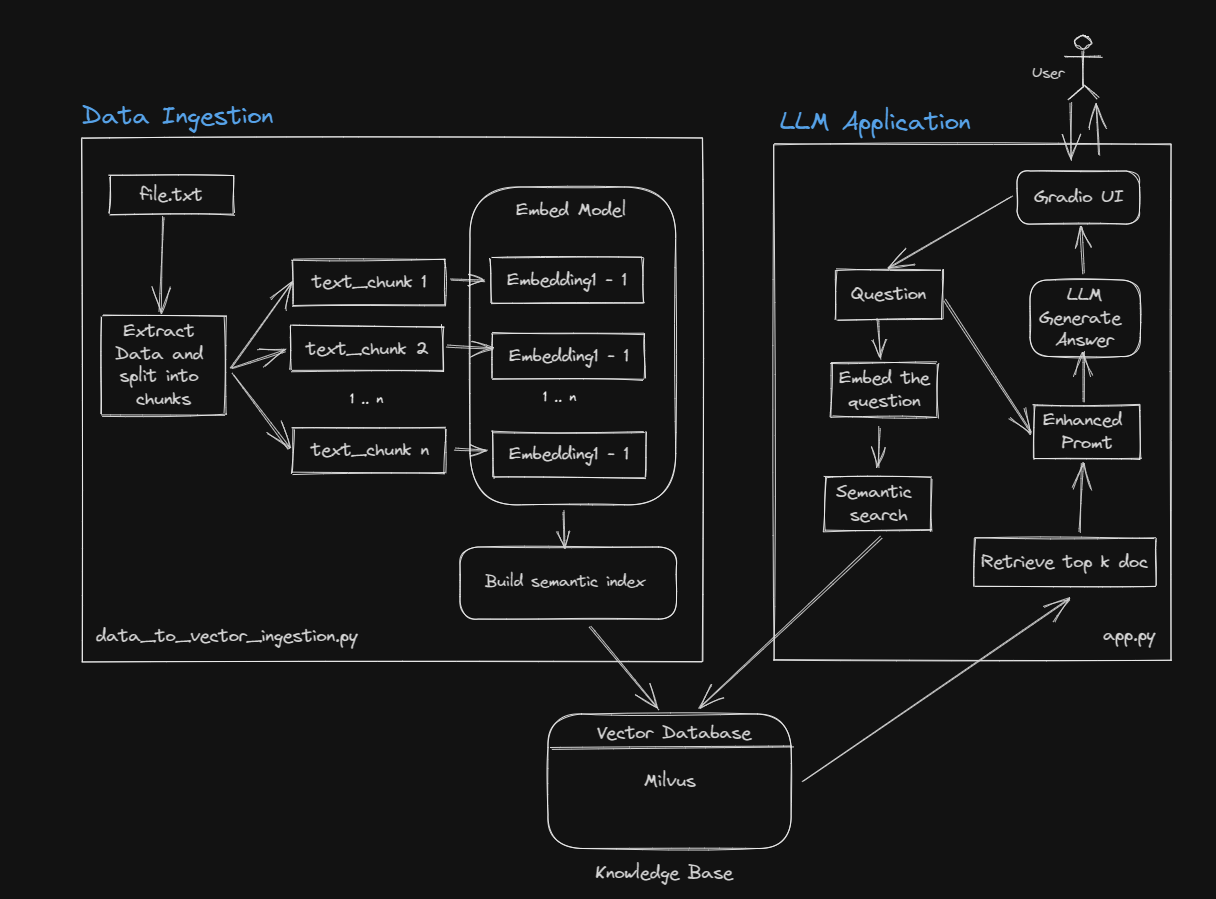 User
Data Ingestion
LLM Application
file.txt
Extract
Data and
split into
chunks
text_chunk 1
text_chunk 2
1 .. n
text_chunk n
Embed Model
Embedding1 - 1
Embedding1 - 1
1 .. n
Embedding1 - 1
Build semantic index
data_to_vector_ingestion.py
Gradio UI
Question
Embed the
question
Semantic
search
LLM
Generate
Answer
Enhanced
Promt
Retrieve top k doc
app.py
Vector Database
Milvus
Knowledge Base